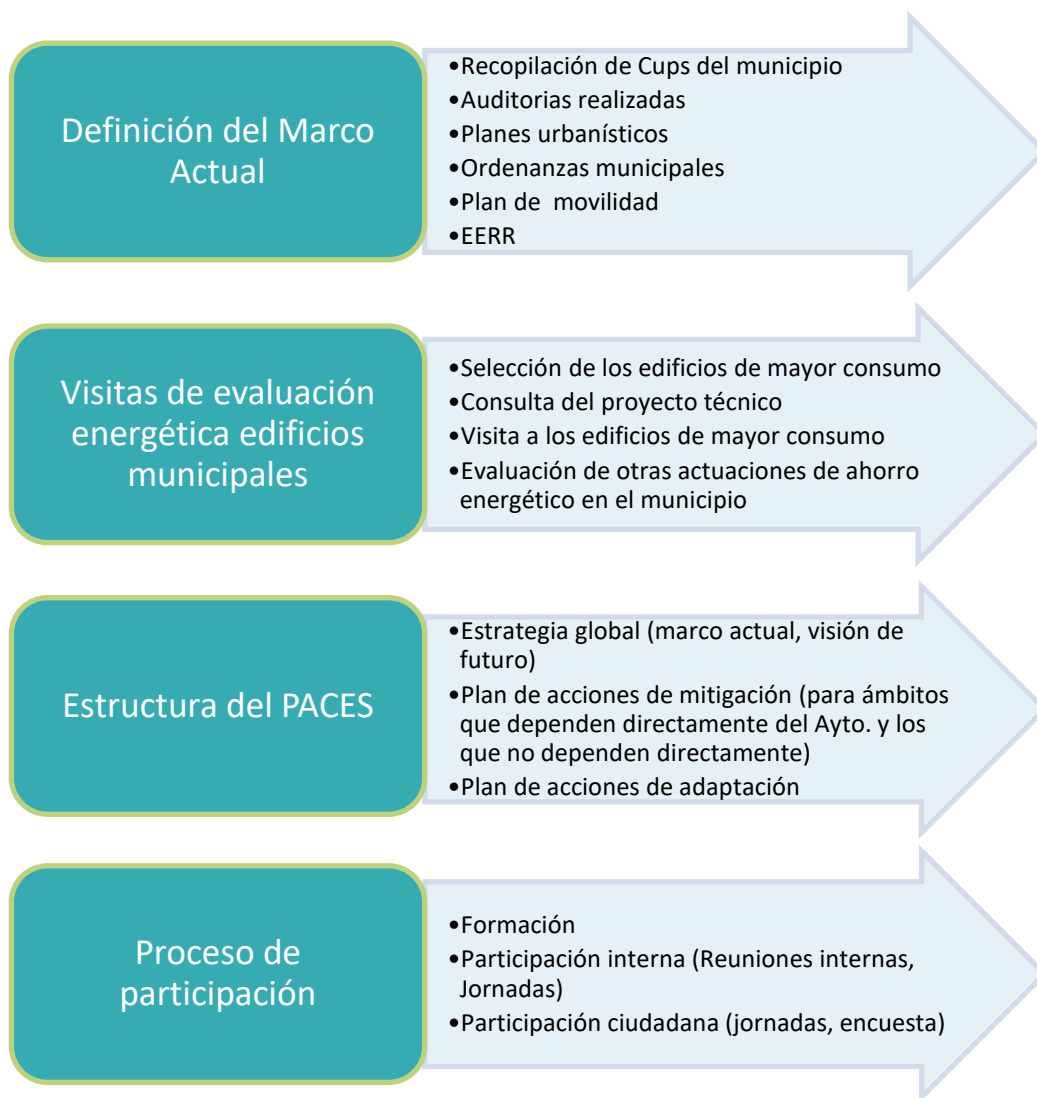 Definición del Marco
Actual
•Recopilación de Cups del municipio
•Auditorias realizadas
•Planes urbanísticos
•Ordenanzas municipales
•Plan de movilidad
•EERR
Visitas de evaluación
energética edificios
municipales
•Selección de los edificios de mayor consumo
•Consulta del proyecto técnico
•Visita a los edificios de mayor consumo
•Evaluación de otras actuaciones de ahorro
energético en el municipio
Estructura del PACES
•Estrategia global (marco actual, visión de
futuro)
•Plan de acciones de mitigación (para ámbitos
que dependen directamente del Ayto. y los
que no dependen directamente)
•Plan de acciones de adaptación
Proceso de
participación
•Formación
•Participación interna (Reuniones internas,
Jornadas)
•Participación ciudadana (jornadas, encuesta)